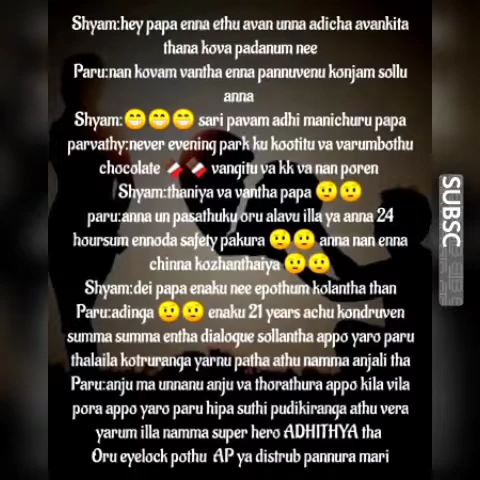 Shyam:hey papa enna ethu avan unna adicha avankita
thana kova padanum nee
Paru:nan kovam vantha enna pannuvenu konjam sollu
anna
Shyam:😁😁😁 sari pavam adhi manichuru papa
parvathy:never evening park ku kootitu va varumbothu
chocolate 🍫🍫 vangitu va kk va nan poren
Shyam:thaniya va vantha papa 🤨🤨
paru:anna un pasathuku oru alavu illa ya anna 24
hoursum ennoda safety pakura 🤨🤨 anna nan enna
chinna kozhanthaiya 🤨🤨
Shyam:dei papa enaku nee epothum kolantha than
Paru:adinga 🤨🤨 enaku 21 years achu kondruven
summa summa entha dialogue sollantha appo yaro paru
thalaila kotruranga yarnu patha athu namma anjali tha
Paru:anju ma unnanu anju va thorathura appo kila vila
pora appo yaro paru hipa suthi pudikiranga athu vera
yarum illa namma super hero ADHITHYA tha
Oru eyelock pothu AP ya distrub pannura mari
SUBSC